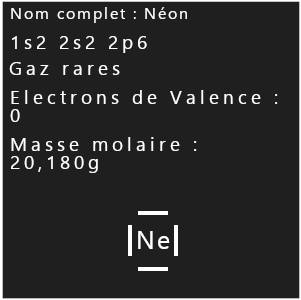 Nom complet : Néon
1s2 2s2 2p6
Gaz rares
Electrons de Valence :
0
Masse molaire :
20,180g
Ne